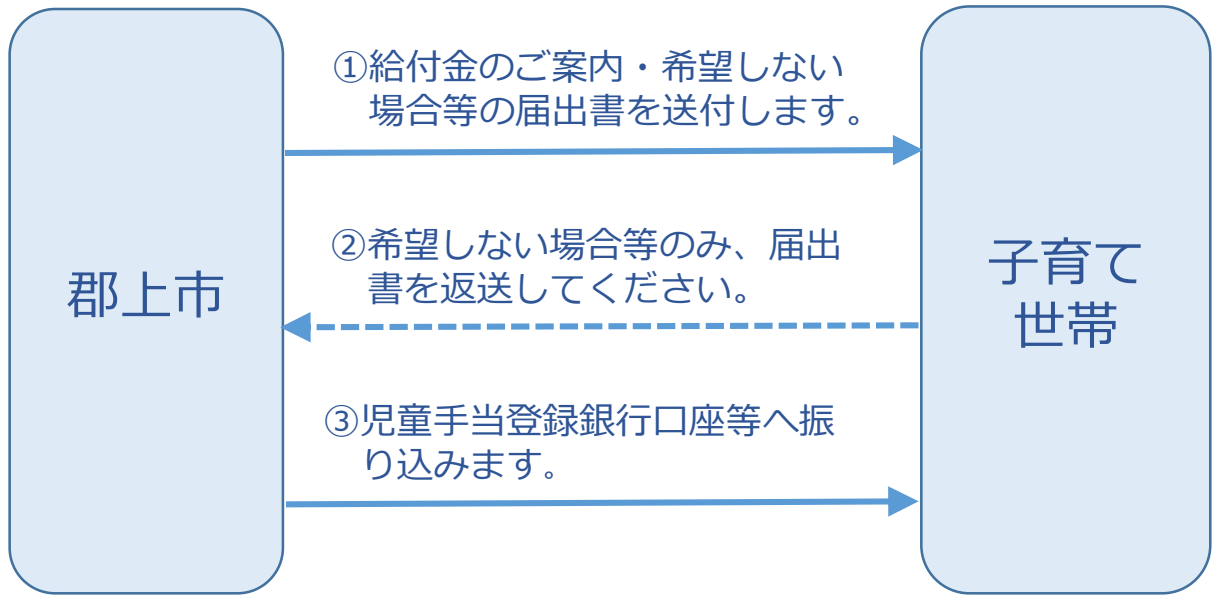 郡上市
①給付金のご案内・希望しない
場合等の届出書を送付します。
②希望しない場合等のみ、届出
書を返送してください。
③児童手当登録銀行口座等へ振
り込みます。
子育て
世帯